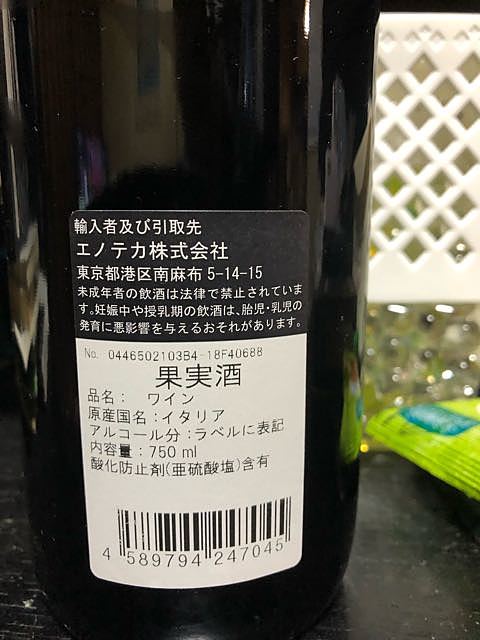 輸入者及び引取先
エノテカ株式会社
東京都港区南麻布 5-14-15
未成年者の飲酒は法律で禁止されていま
す。妊娠中や授乳期の飲酒は、胎児・乳児の
発育に悪影響を与えるおそれがあります。
No. 0446502103B4-18F40688
果実酒
品名： ワイン
原産国名：イタリア
アルコール分：ラベルに表記
内容量：750 ml
酸化防止剤(亜硫酸塩)含有
4 589794 247045